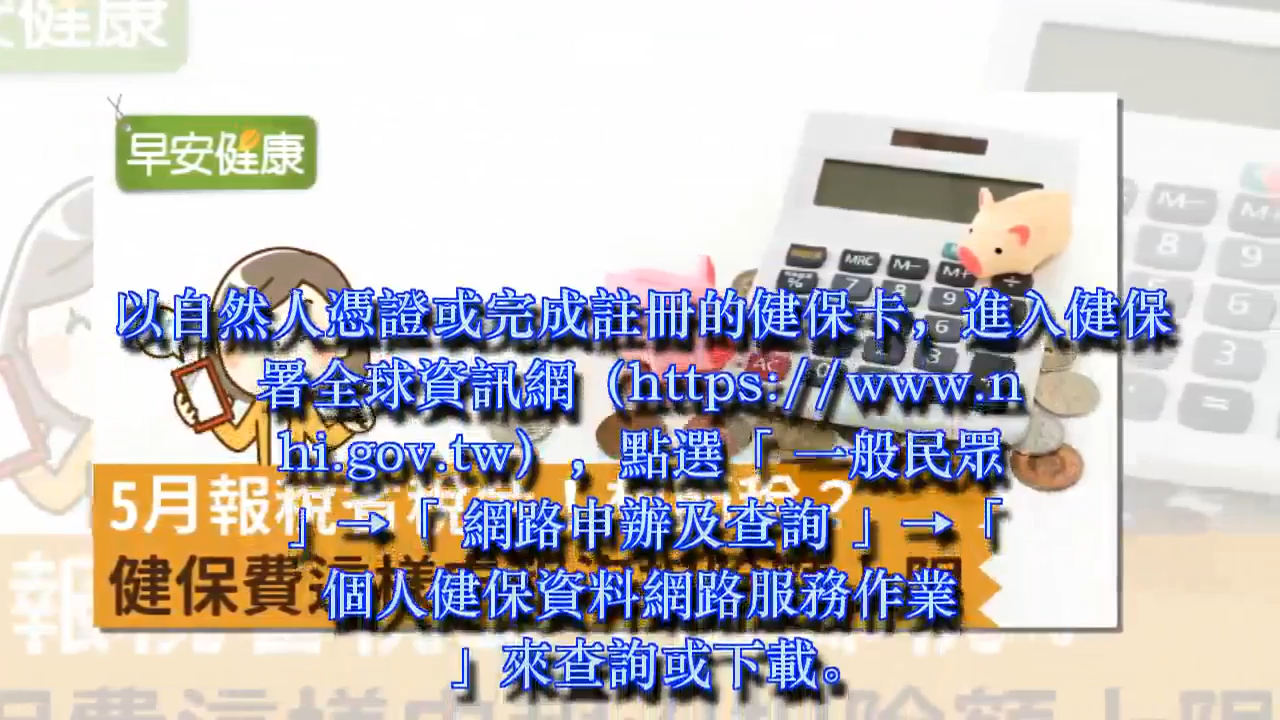 早安健康
以自然人憑證或完成註冊的健保卡，進入健保
署全球資訊網（https://www.n
hi.gov.tw），點選「一般民眾
」→「網路申辦及查詢」→「
個人健保資料網路服務作業
」來查詢或下載。
5月報稅
健保費這樣